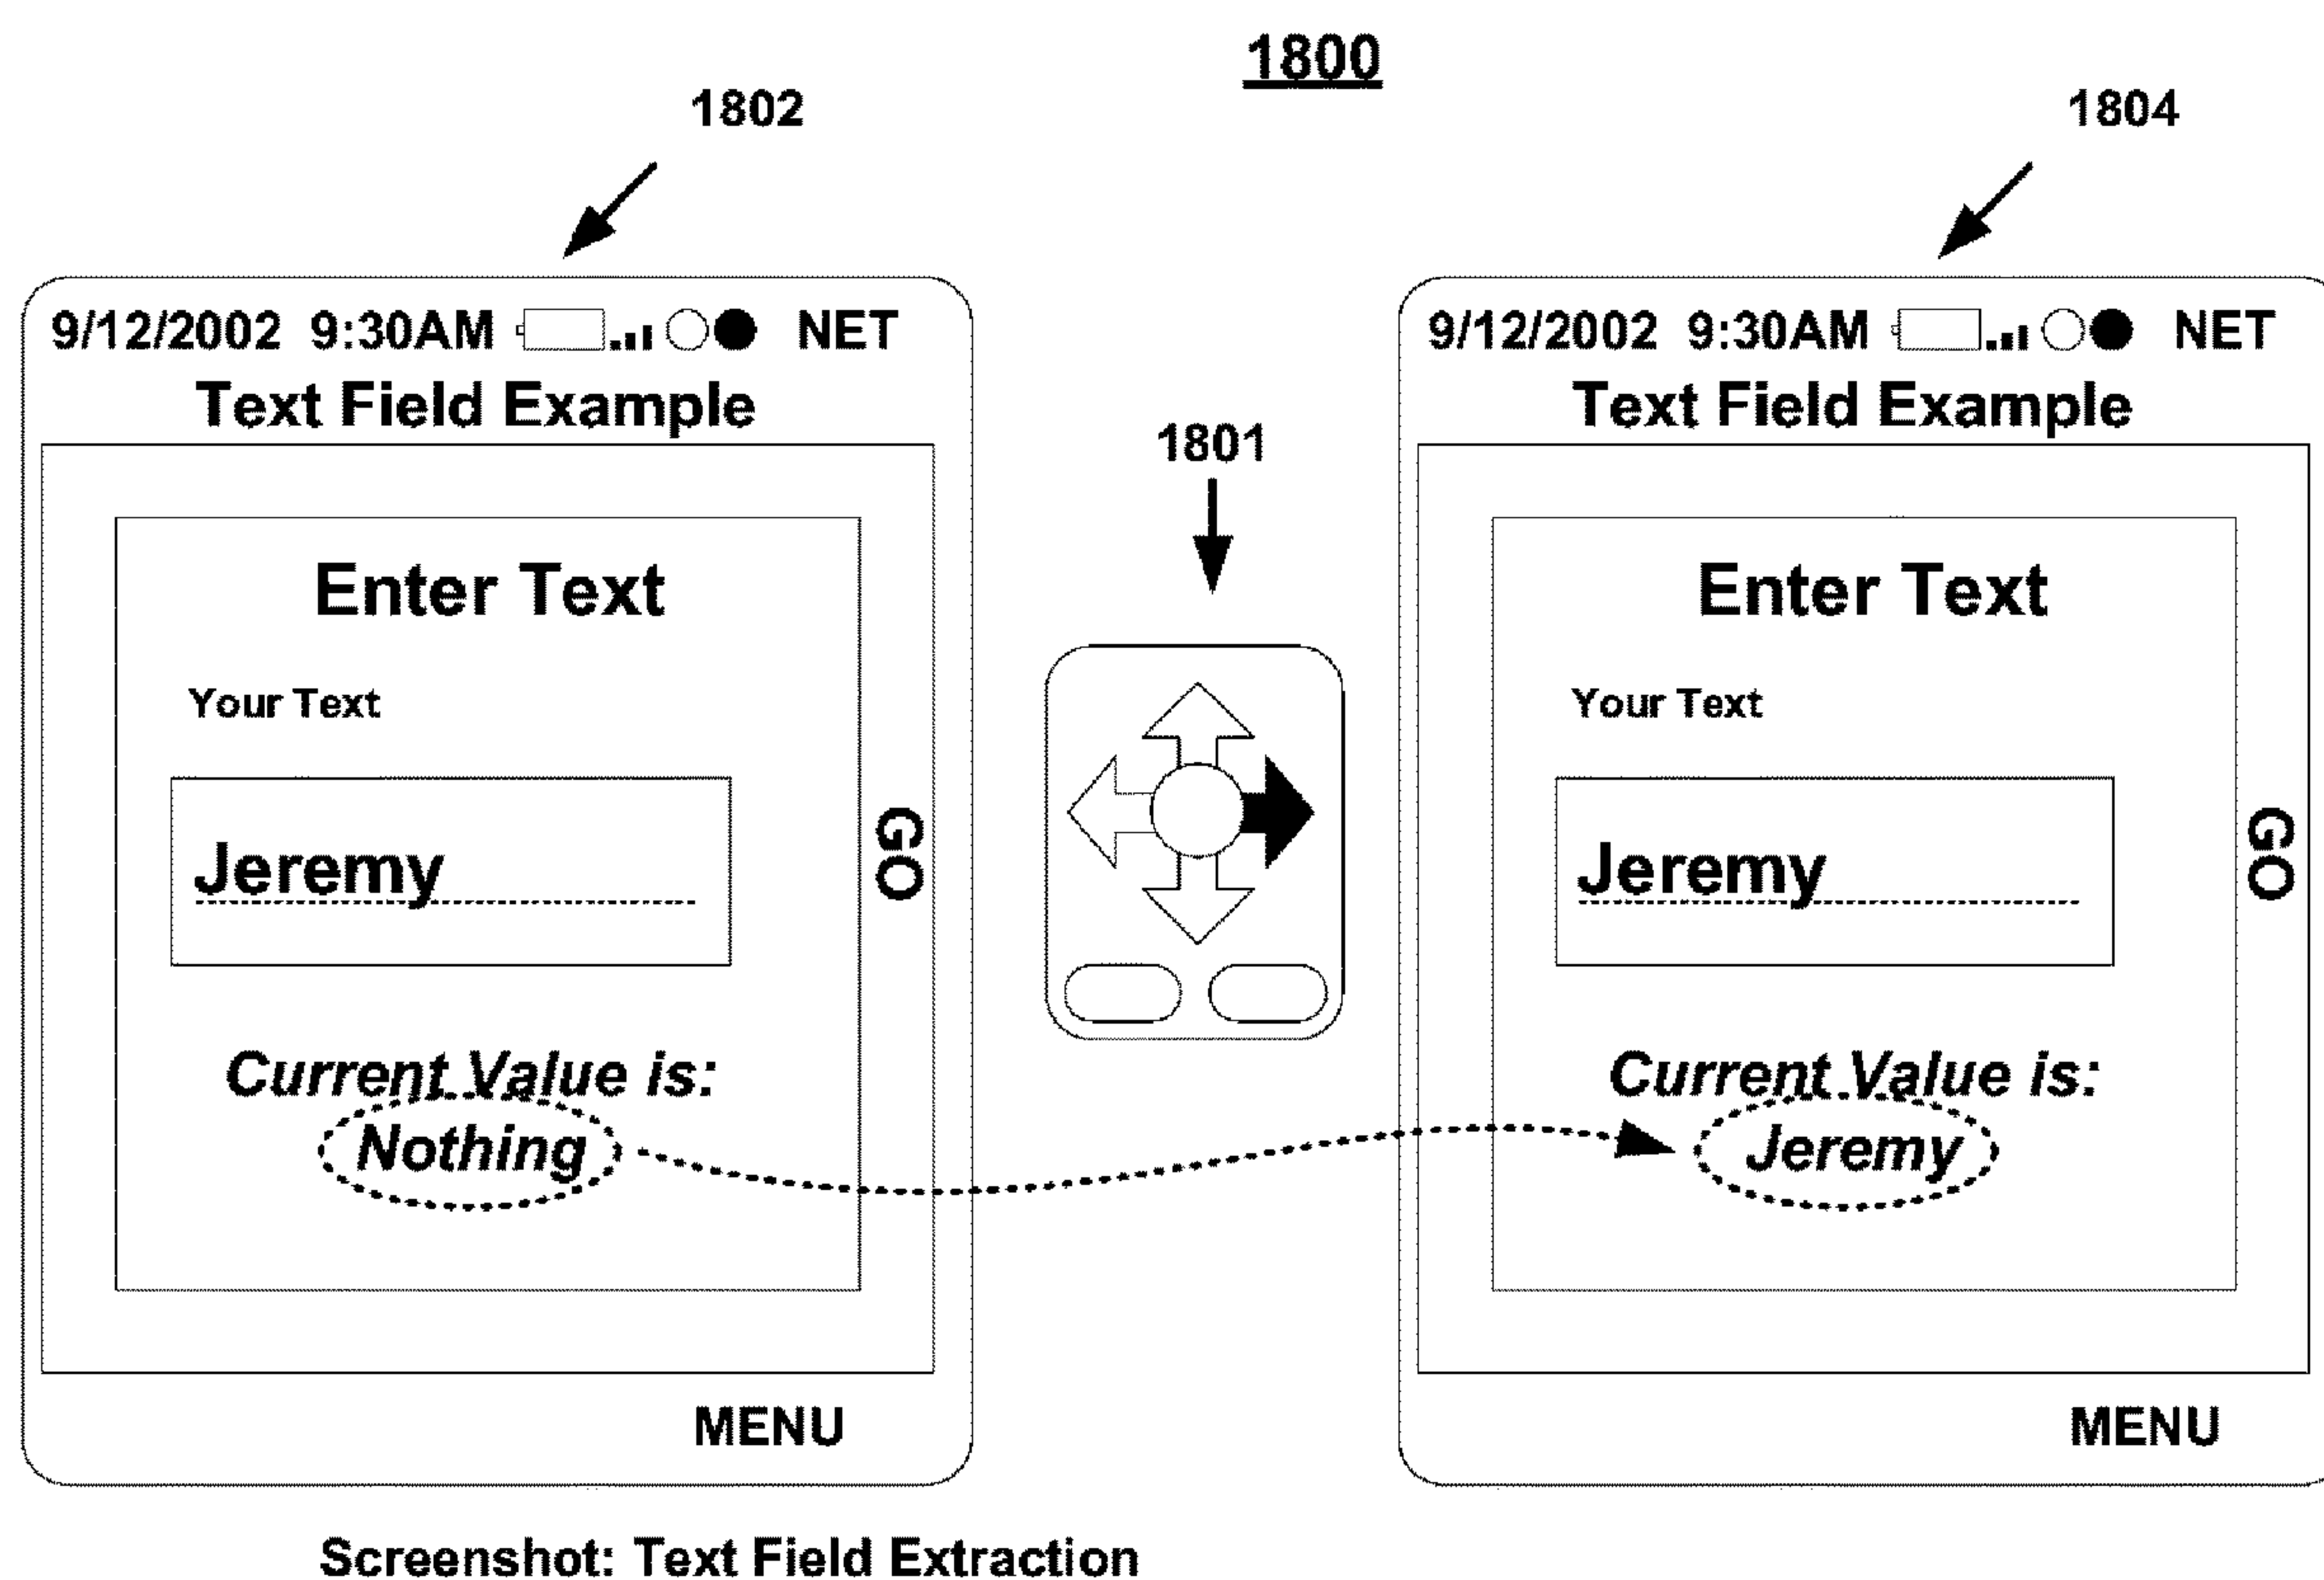 1800
1802
1804
9/12/2002 9:30AM NET
Text Field Example
Enter Text
Your Text
Jeremy
GO
Current Value is:
Nothing
MENU
1801
9/12/2002 9:30AM NET
Text Field Example
Enter Text
Your Text
Jeremy
GO
Current Value is:
Jeremy
MENU
Screenshot: Text Field Extraction